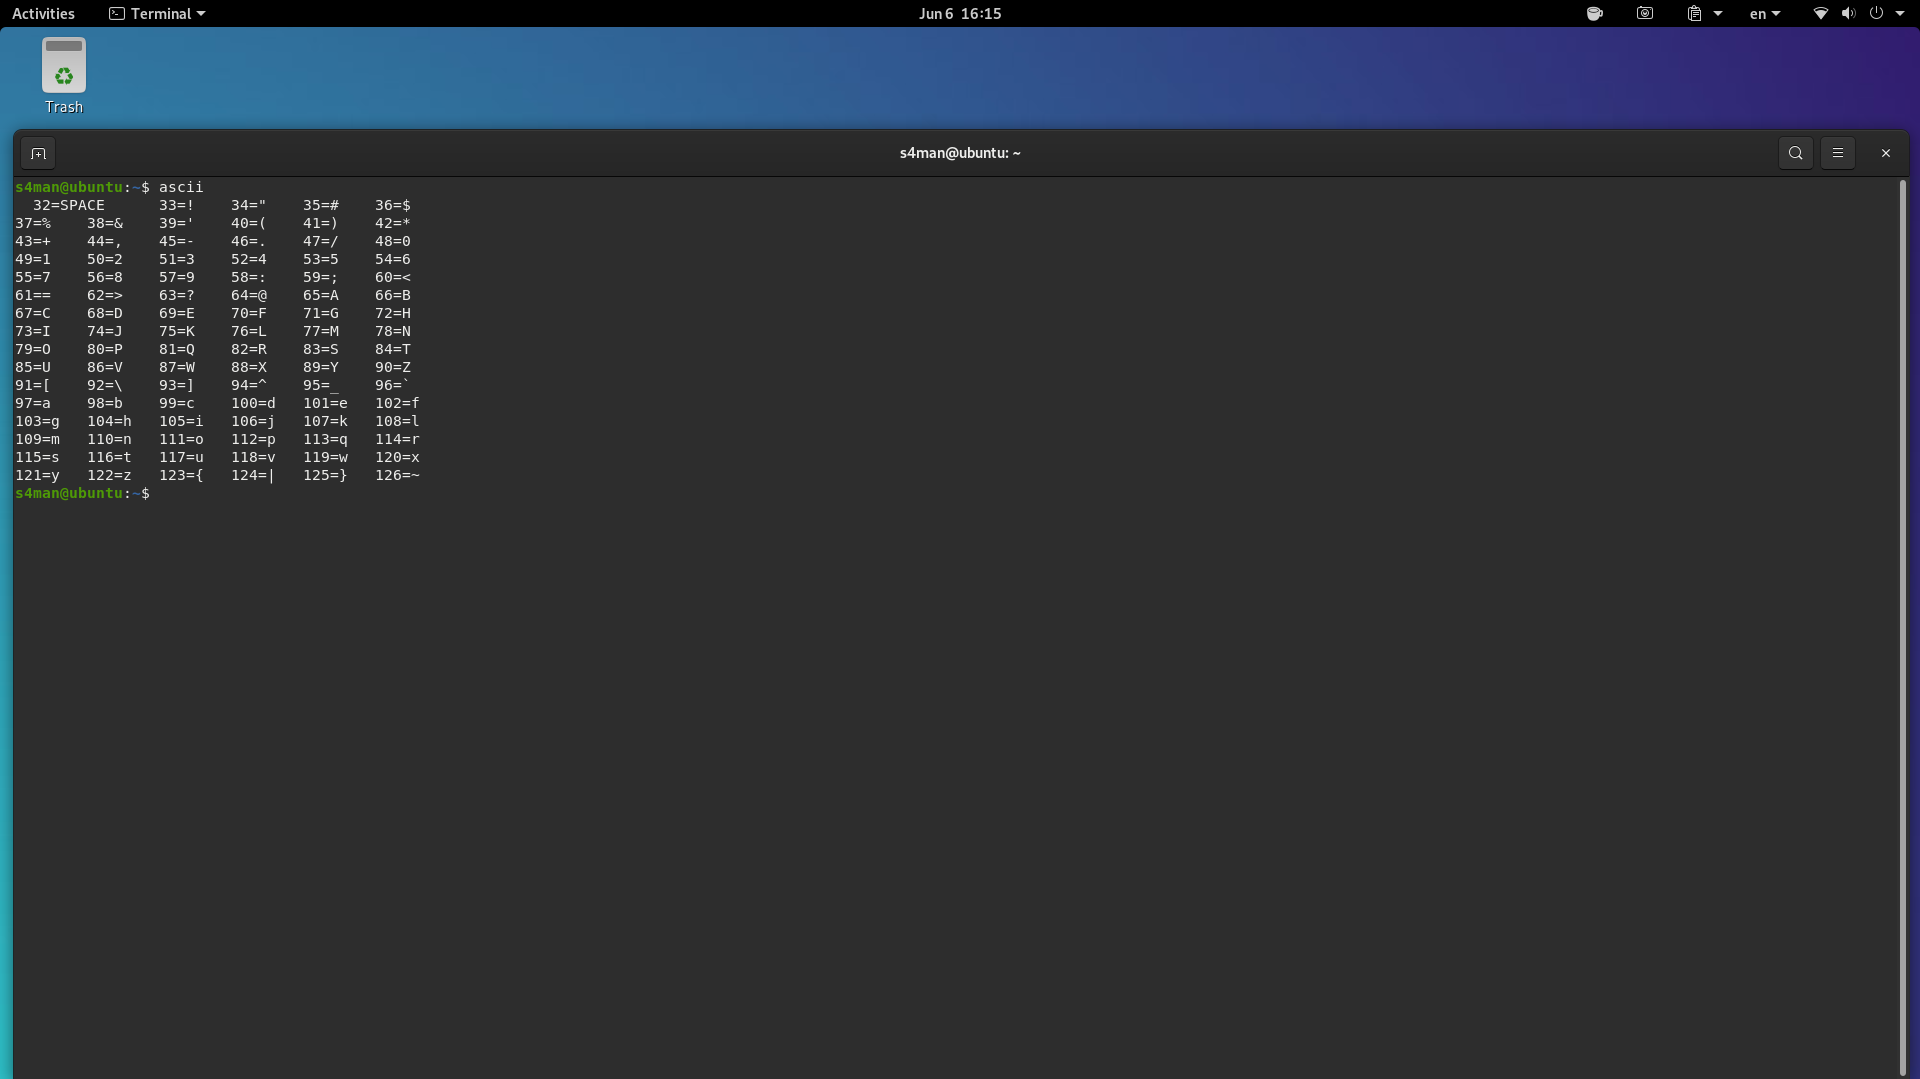 Activities Terminal Jun 6 16:15 en
Trash
s4man@ubuntu: ~
s4man@ubuntu:~$ ascii
32=SPACE 33=! 34=" 35=# 36=$
37=% 38=& 39=' 40=( 41=) 42=*
43=+ 44=, 45=- 46=. 47=/ 48=0
49=1 50=2 51=3 52=4 53=5 54=6
55=7 56=8 57=9 58=: 59=; 60=<
61== 62=> 63=? 64=@ 65=A 66=B
67=C 68=D 69=E 70=F 71=G 72=H
73=I 74=J 75=K 76=L 77=M 78=N
79=O 80=P 81=Q 82=R 83=S 84=T
85=U 86=V 87=W 88=X 89=Y 90=Z
91=[ 92=\ 93=] 94=^ 95=_ 96=`
97=a 98=b 99=c 100=d 101=e 102=f
103=g 104=h 105=i 106=j 107=k 108=l
109=m 110=n 111=o 112=p 113=q 114=r
115=s 116=t 117=u 118=v 119=w 120=x
121=y 122=z 123={ 124=| 125=} 126=~
s4man@ubuntu:~$